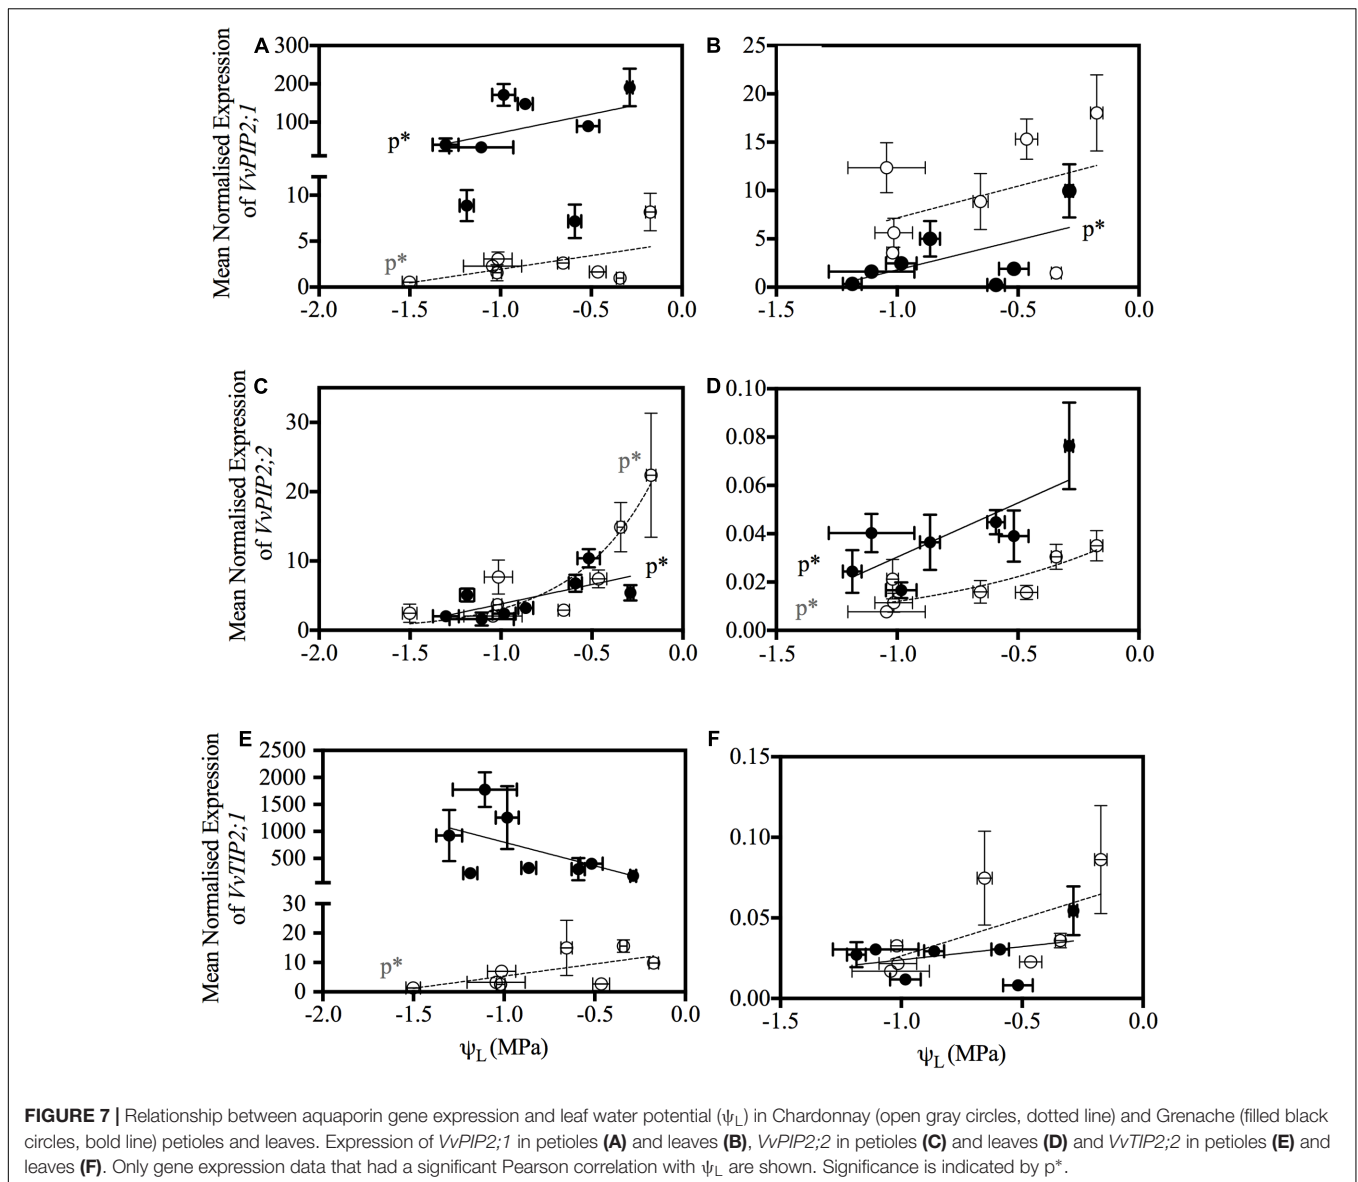 A
300
200
100
10
5
0
Mean Normalised Expression
of VvPIP2;1
p*
p*
-2.0 -1.5 -1.0 -0.5 0.0
B
25
20
15
10
5
0
p*
-1.5 -1.0 -0.5 0.0
C
30
20
10
0
Mean Normalised Expression
of VvPIP2;2
p*
p*
-2.0 -1.5 -1.0 -0.5 0.0
D
0.10
0.08
0.06
0.04
0.02
0.00
p*
p*
-1.5 -1.0 -0.5 0.0
E
2500
2000
1500
1000
500
30
20
10
0
Mean Normalised Expression
of VvTIP2;1
p*
-2.0 -1.5 -1.0 -0.5 0.0
ψL (MPa)
F
0.15
0.10
0.05
0.00
-1.5 -1.0 -0.5 0.0
ψL (MPa)
FIGURE 7 | Relationship between aquaporin gene expression and leaf water potential (ψL) in Chardonnay (open gray circles, dotted line) and Grenache (filled black
circles, bold line) petioles and leaves. Expression of VvPIP2;1 in petioles (A) and leaves (B), VvPIP2;2 in petioles (C) and leaves (D) and VvTIP2;2 in petioles (E) and
leaves (F). Only gene expression data that had a significant Pearson correlation with ψL are shown. Significance is indicated by p*.